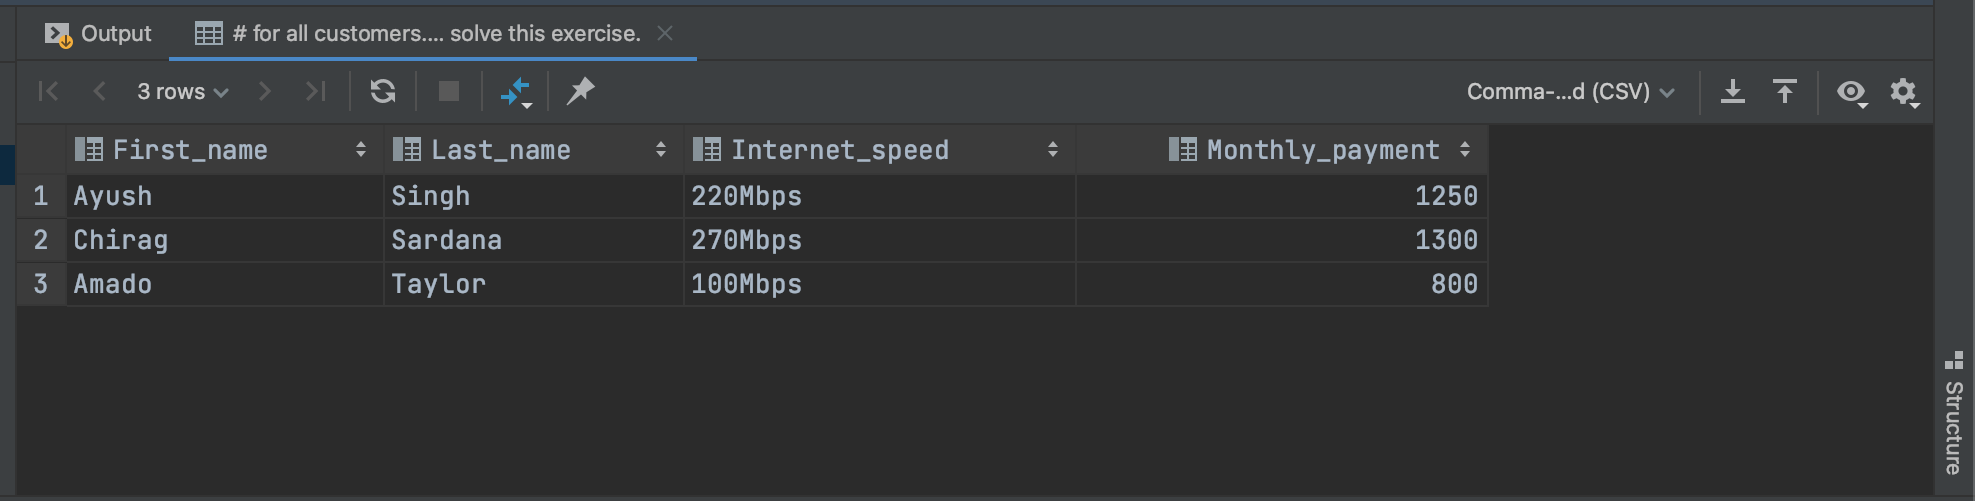 Output # for all customers.... solve this exercise.
3 rows Comma-...d (CSV)
First_name Last_name Internet_speed Monthly_payment
1 Ayush Singh 220Mbps 1250
2 Chirag Sardana 270Mbps 1300
3 Amado Taylor 100Mbps 800
Structure